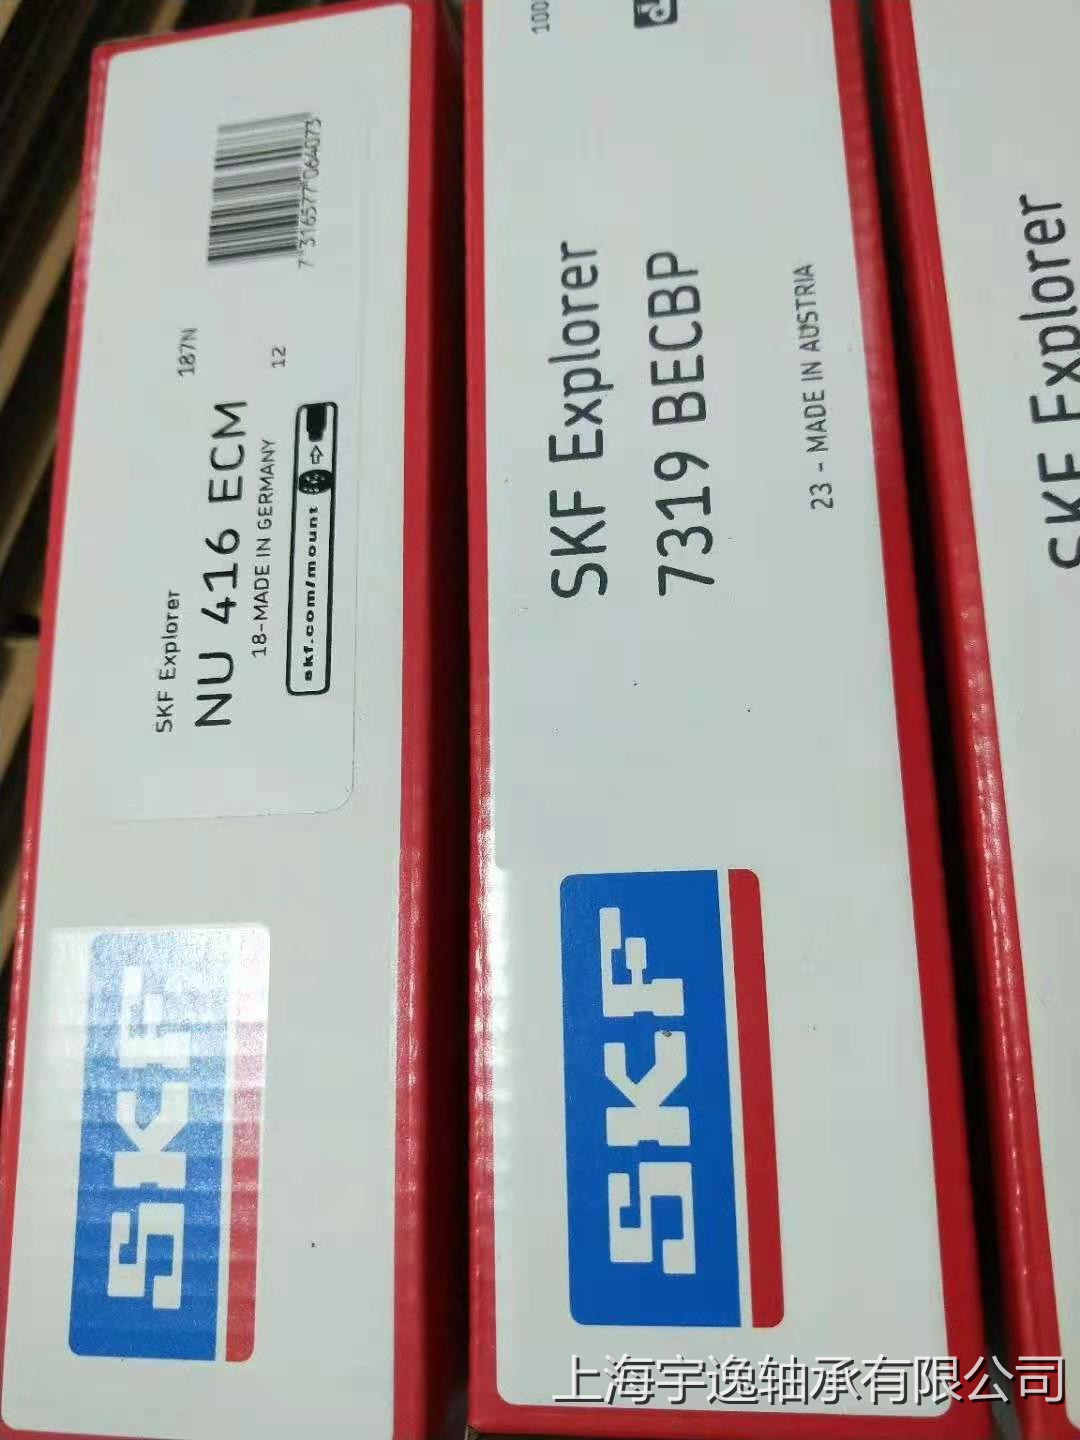 SKF Explorer
187N
NU 416 ECM
18-MADE IN GERMANY
12
skf.com/mount
7 316577 064073
SKF
100
SKF Explorer
7319 BECBP
23 - MADE IN AUSTRIA
SKF
SKF Explorer
上海宇逸轴承有限公司